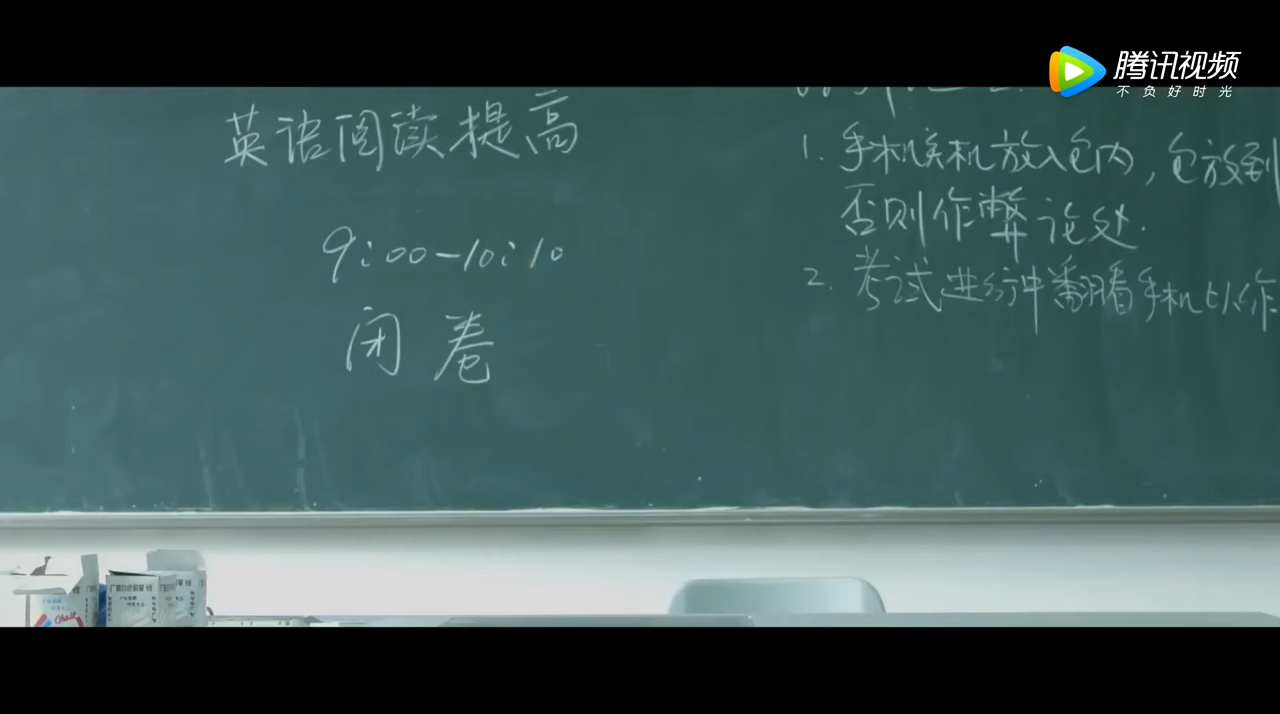 腾讯视频
不负好时光
英语阅读提高
9:00-10:10
闭卷
1. 手机关机放入包内，包放到
否则作弊论处.
2. 考试进行中翻看手机以作
Chalk